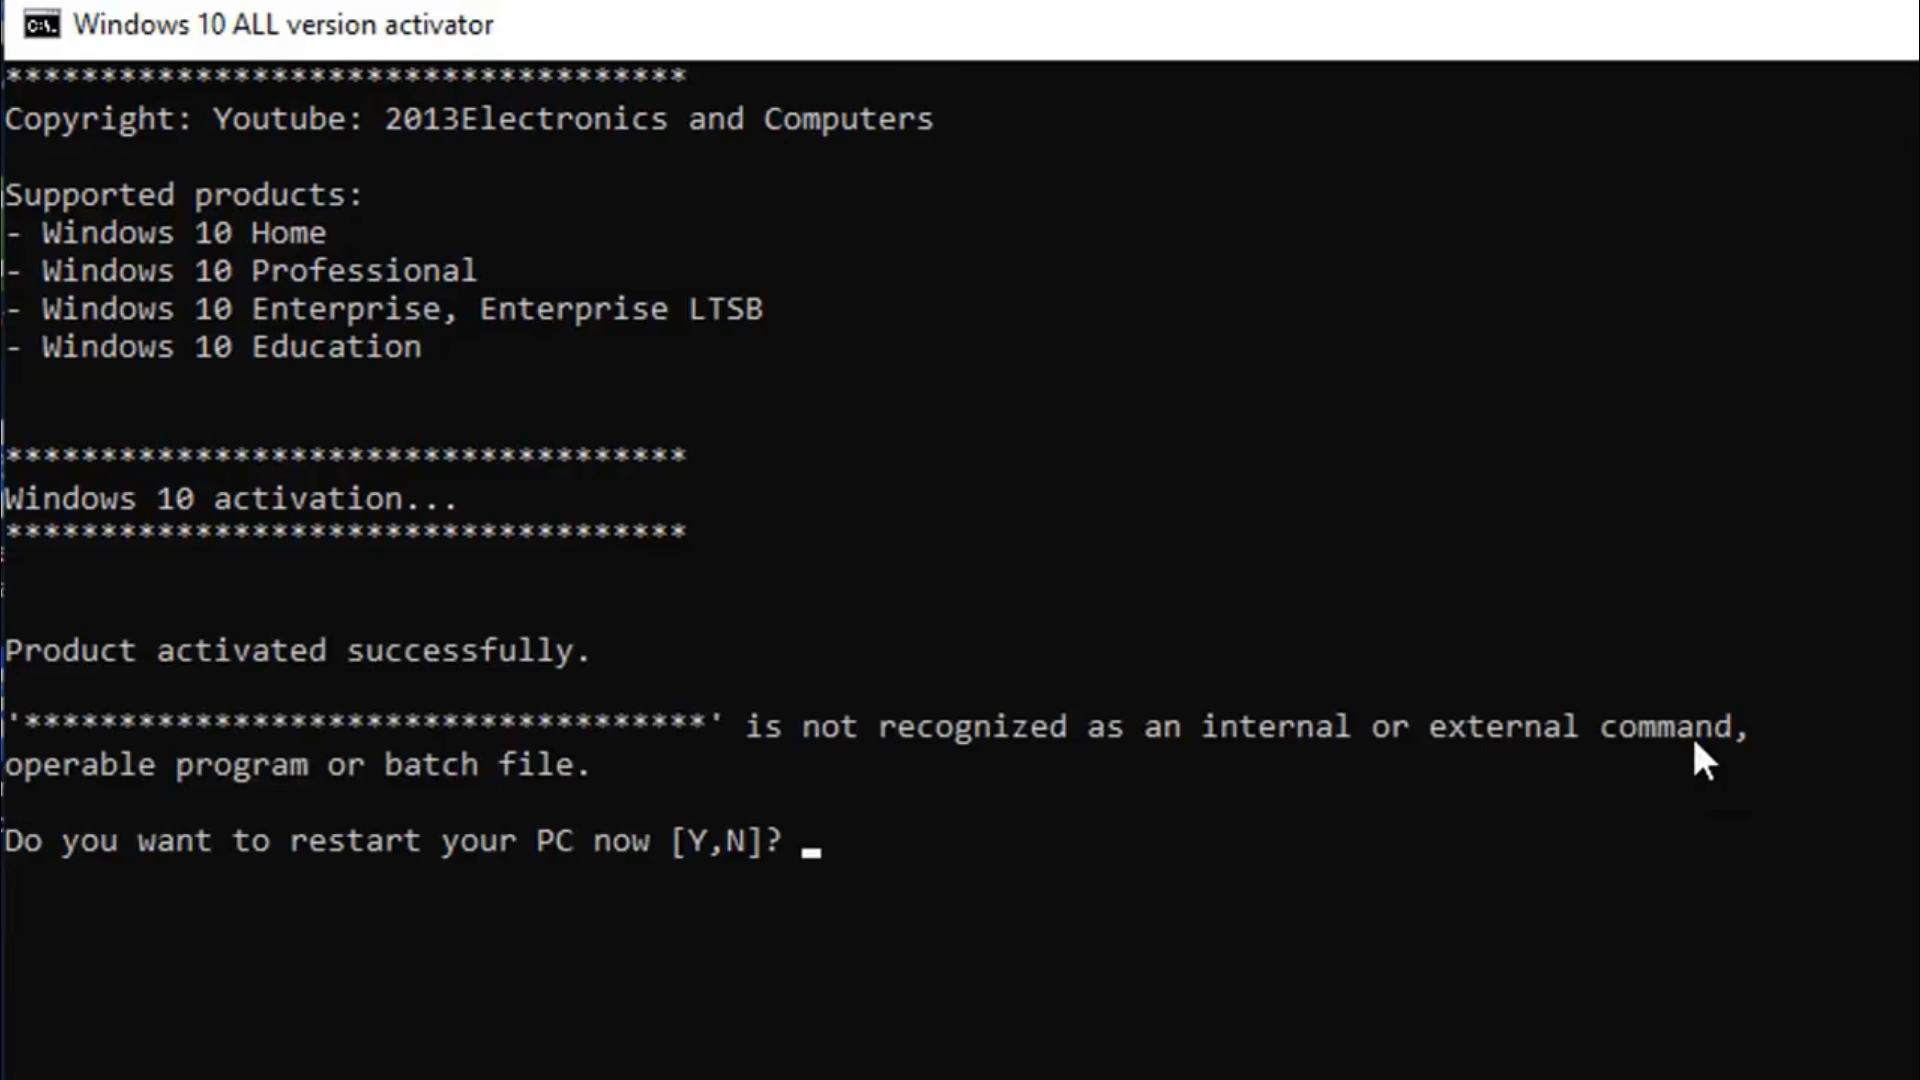 Windows 10 ALL version activator
************************************
Copyright: Youtube: 2013Electronics and Computers
Supported products:
- Windows 10 Home
- Windows 10 Professional
- Windows 10 Enterprise, Enterprise LTSB
- Windows 10 Education
************************************
Windows 10 activation...
************************************
Product activated successfully.
'************************************' is not recognized as an internal or external command,
operable program or batch file.
Do you want to restart your PC now [Y,N]?